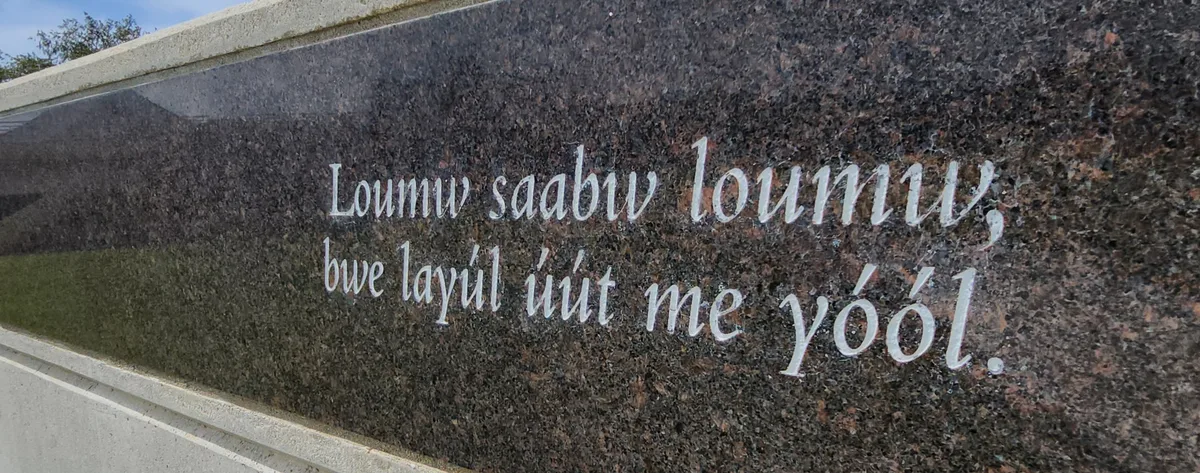 Loumw saabw loumw,
bwe layúl úút me yóól.